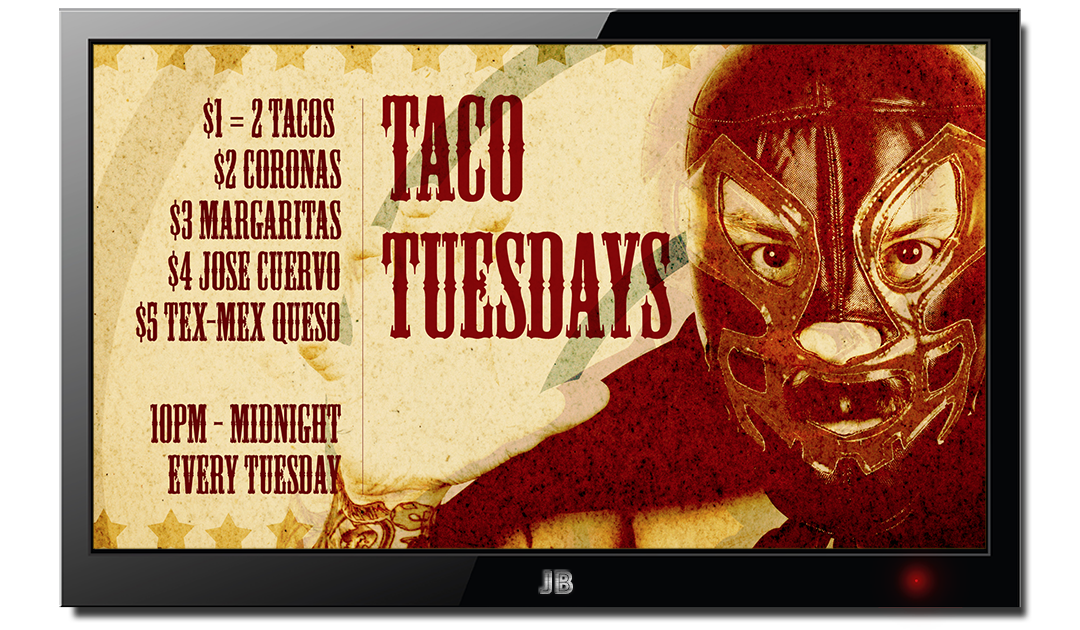 $1 = 2 TACOS
$2 CORONAS
$3 MARGARITAS
$4 JOSE CUERVO
$5 TEX-MEX QUESO
10PM - MIDNIGHT
EVERY TUESDAY
TACO
TUESDAYS
JB